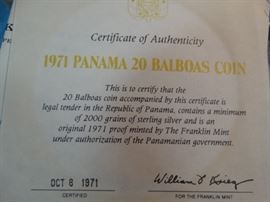 Certificate of Authenticity
1971 PANAMA 20 BALBOAS COIN
This is to certify that the
20 Balboas coin accompanied by this certificate is
legal tender in the Republic of Panama, contains a minimum
of 2000 grains of sterling silver and is an
original 1971 proof minted by The Franklin Mint
under authorization of the Panamanian government.
OCT 8 1971
CERTIFIED
FOR THE FRANKLIN MINT